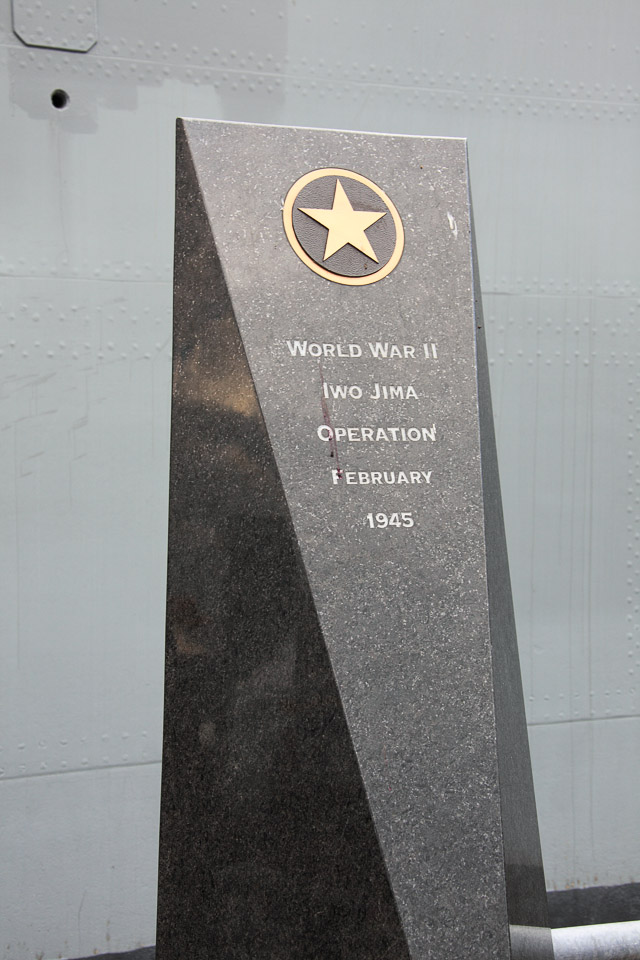 World War II
Iwo Jima
Operation
February
1945